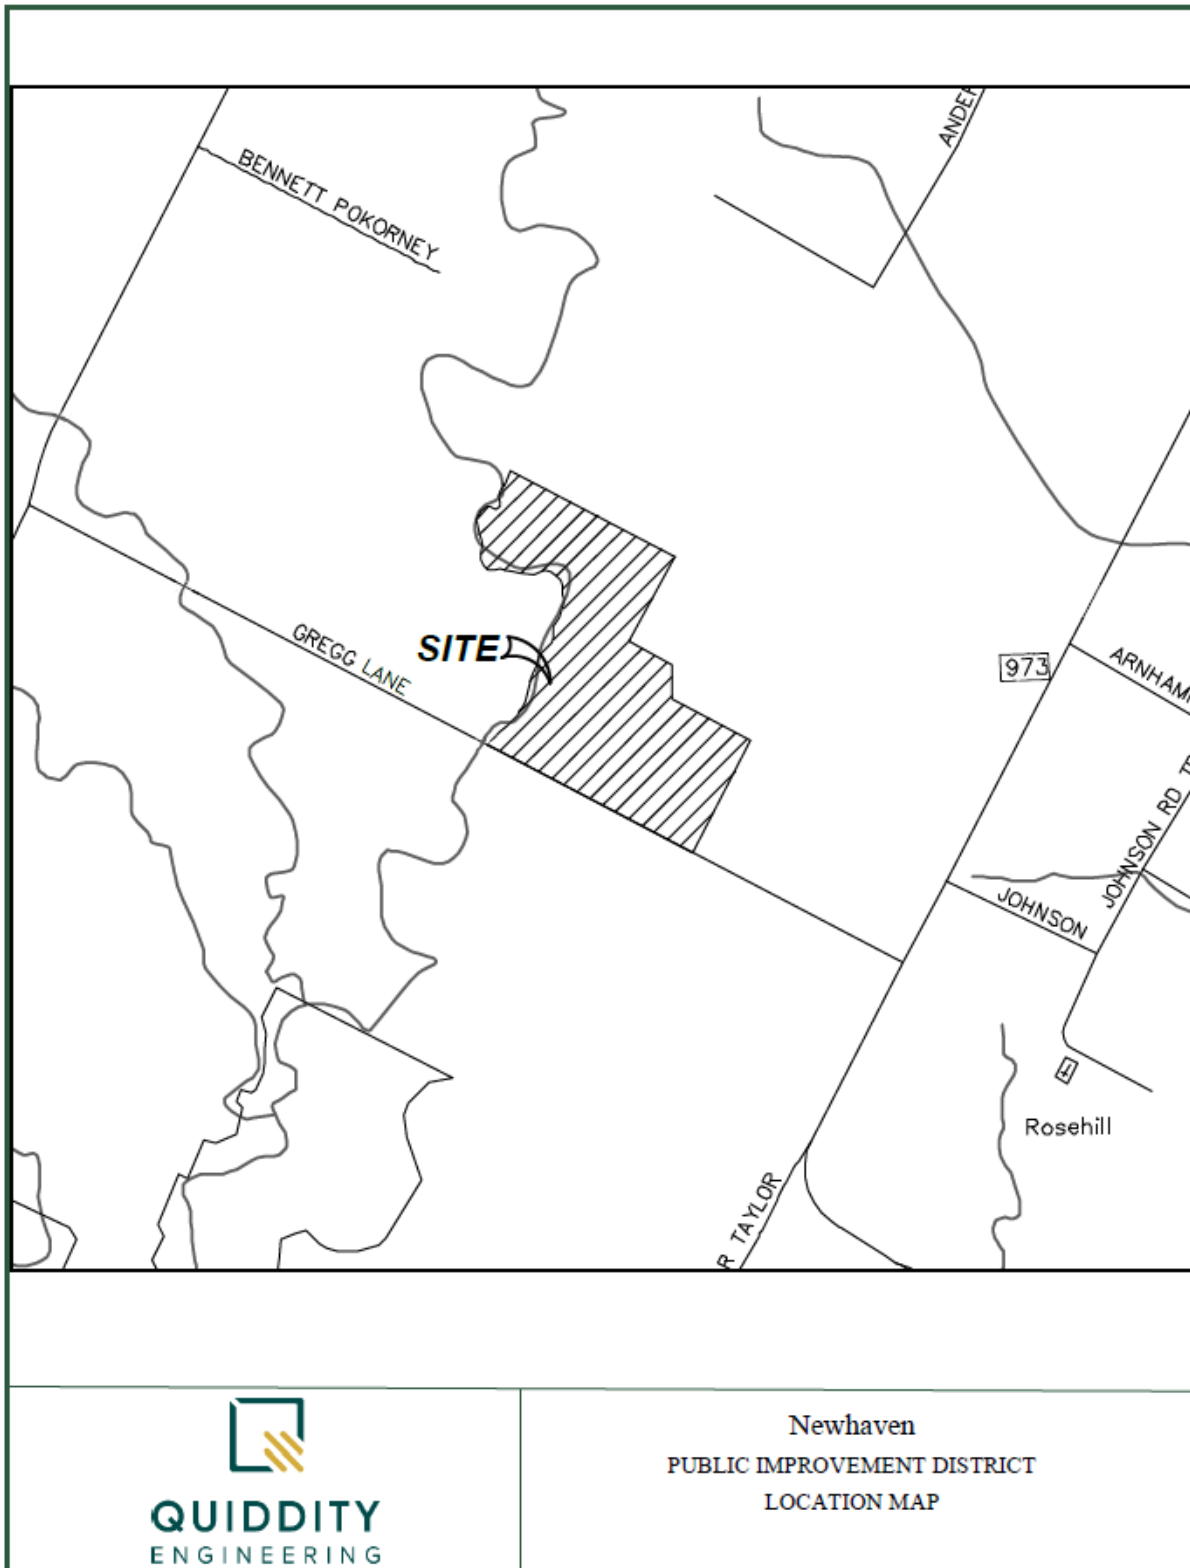 ANDER
BENNETT POKORNEY
SITE
GREGG LANE
973
ARNHAM
JOHNSON RD
JOHNSON
Rosehill
R TAYLOR
QUIDDITY
ENGINEERING
Newhaven
PUBLIC IMPROVEMENT DISTRICT
LOCATION MAP